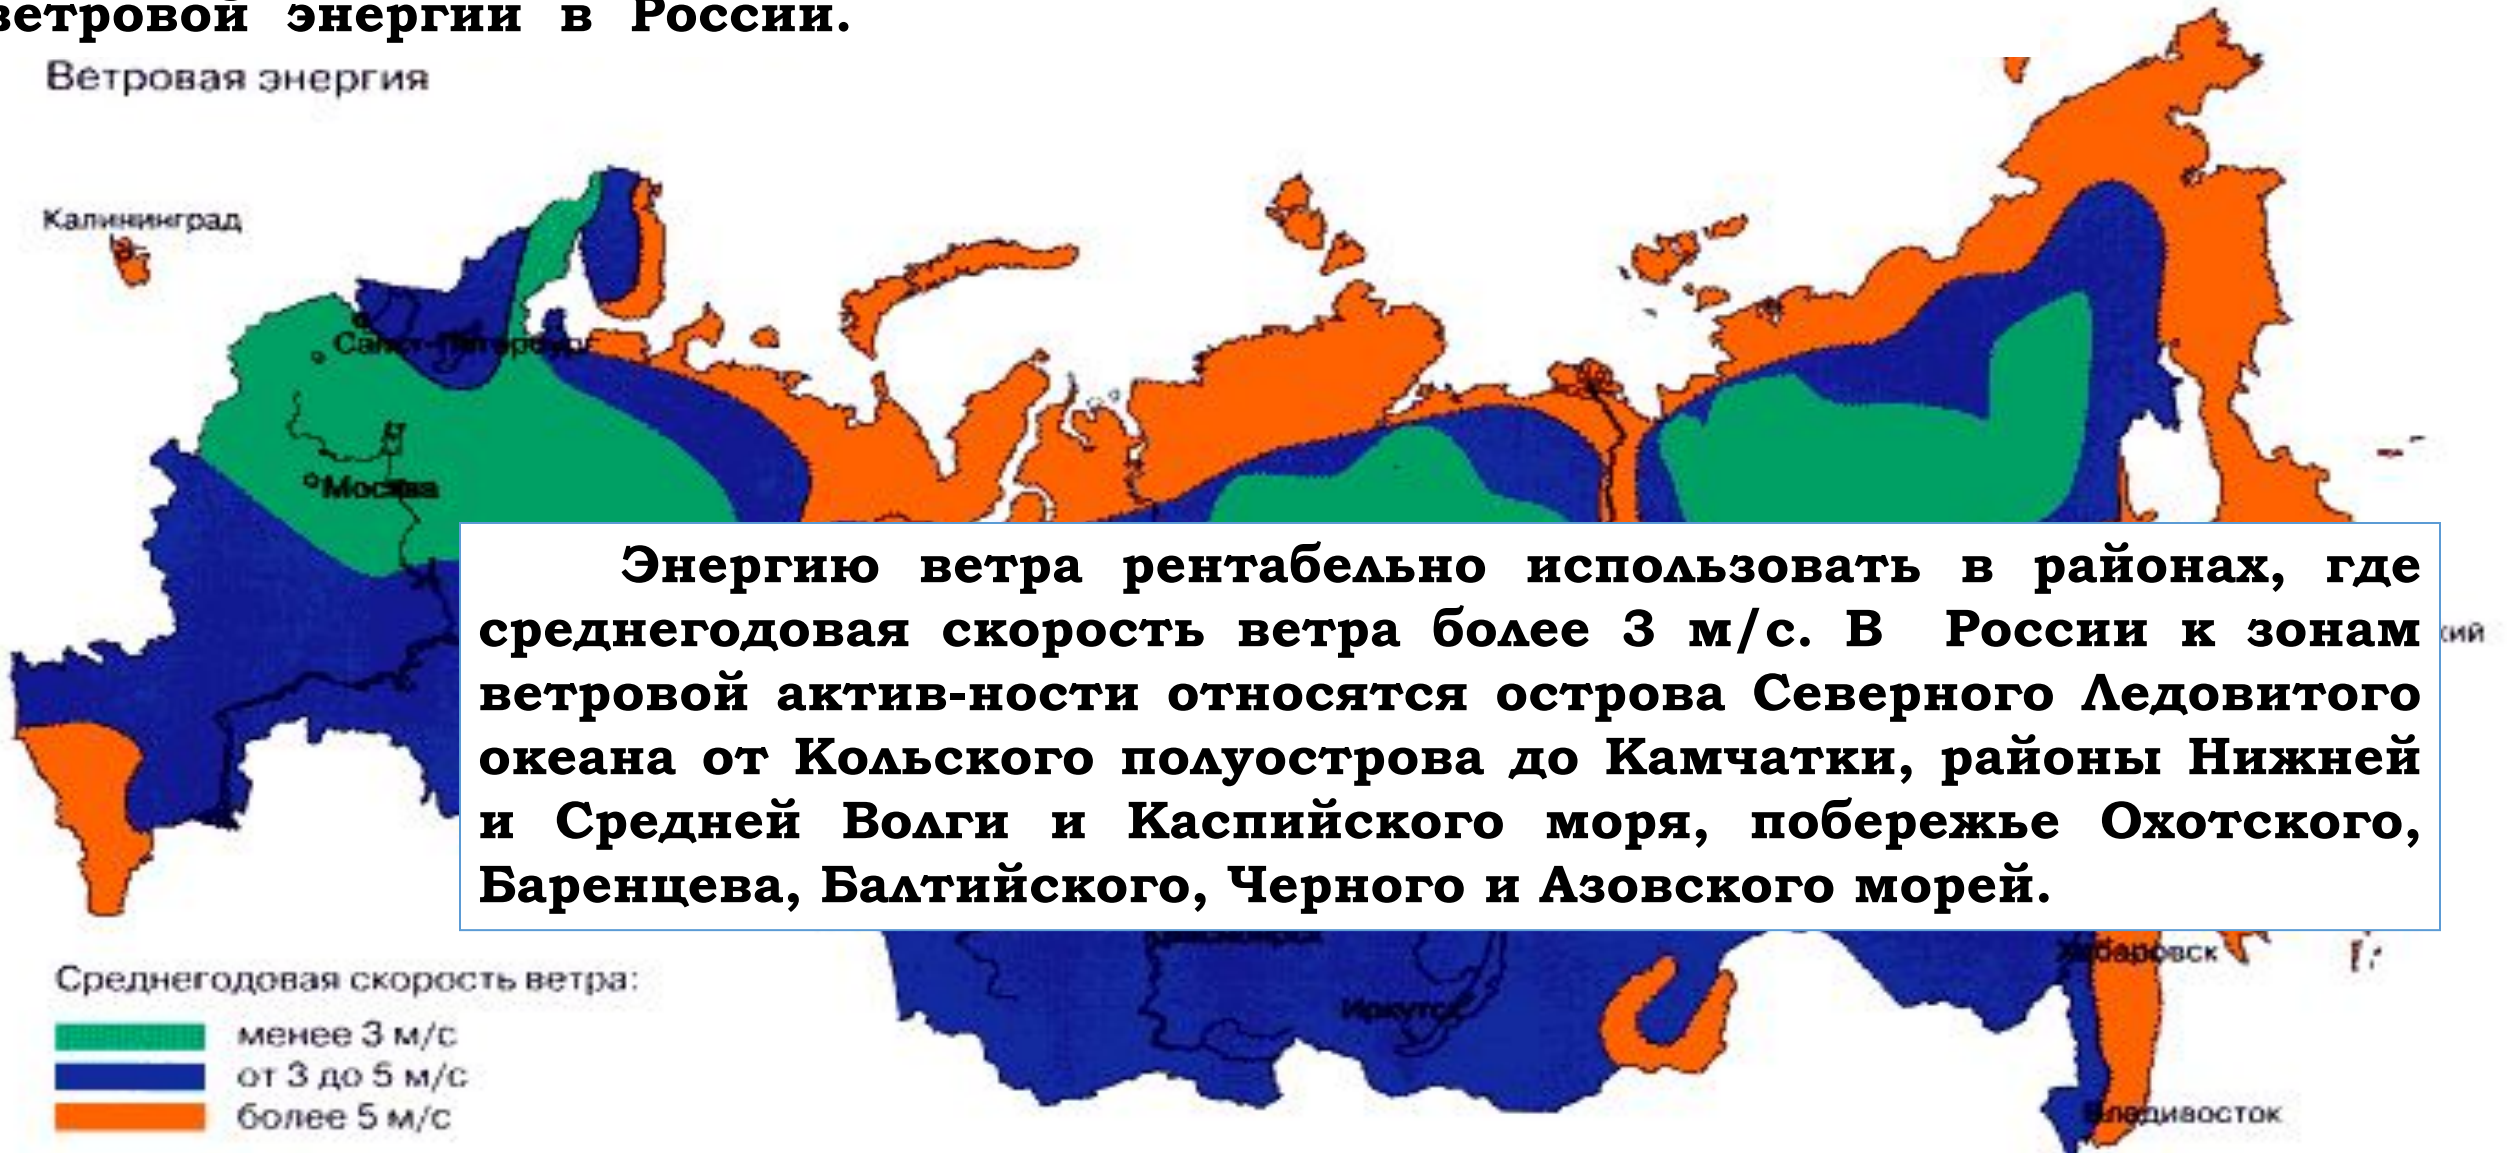 ветровой энергии в России.
Ветровая энергия
Калининград
Санкт-Петербург
Москва
Энергию ветра рентабельно использовать в районах, где
среднегодовая скорость ветра более 3 м/с. В России к зонам
ветровой актив-ности относятся острова Северного Ледовитого
океана от Кольского полуострова до Камчатки, районы Нижней
и Средней Волги и Каспийского моря, побережье Охотского,
Баренцева, Балтийского, Черного и Азовского морей.
кий
Хабаровск
Иркутск
Владивосток
Среднегодовая скорость ветра:
менее 3 м/с
от 3 до 5 м/с
более 5 м/с